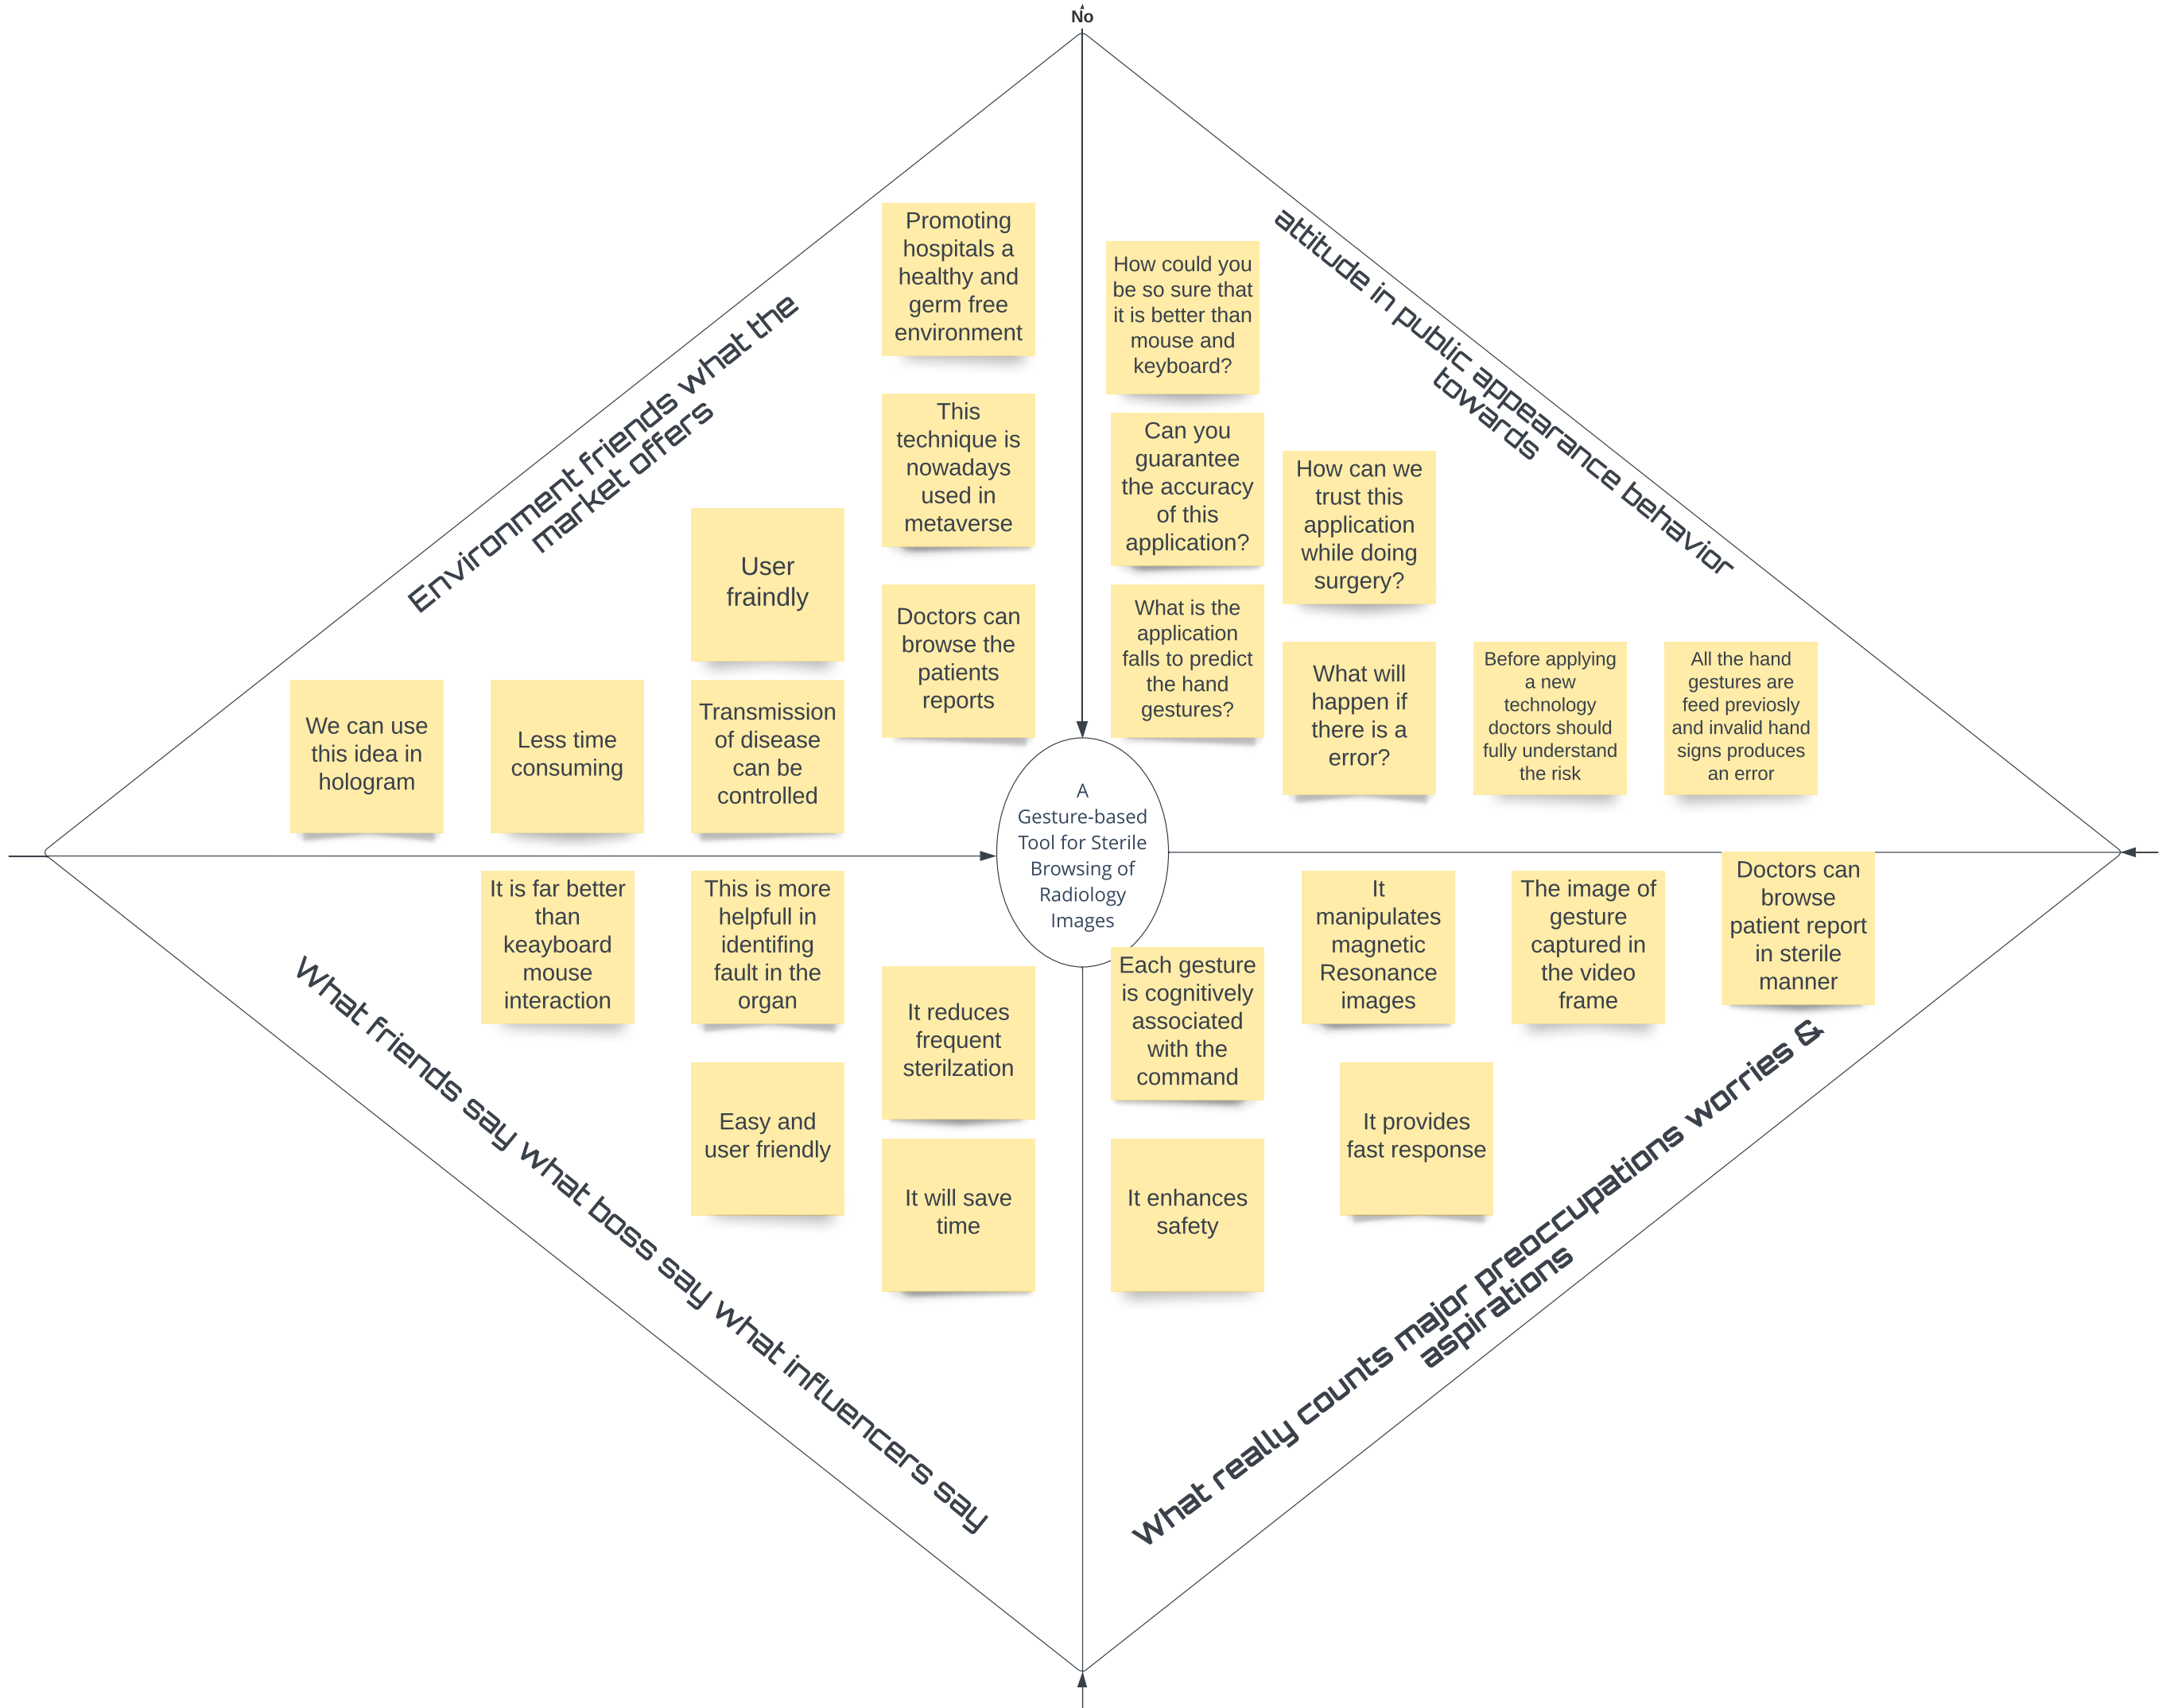 No
Environment friends what the
market offers
attitude in public appearance behavior
towards
Promoting
hospitals a
healthy and
germ free
environment
This
technique is
nowadays
used in
metaverse
User
fraindly
Doctors can
browse the
patients
reports
We can use
this idea in
hologram
Less time
consuming
Transmission
of disease
can be
controlled
How could you
be so sure that
it is better than
mouse and
keyboard?
Can you
guarantee
the accuracy
of this
application?
How can we
trust this
application
while doing
surgery?
What is the
application
falls to predict
the hand
gestures?
What will
happen if
there is a
error?
Before applying
a new
technology
doctors should
fully understand
the risk
All the hand
gestures are
feed previosly
and invalid hand
signs produces
an error
A
Gesture-based
Tool for Sterile
Browsing of
Radiology
Images
It is far better
than
keayboard
mouse
interaction
This is more
helpfull in
identifing
fault in the
organ
It reduces
frequent
sterilzation
Easy and
user friendly
It will save
time
What friends say what boss say what influencers say
Each gesture
is cognitively
associated
with the
command
It
manipulates
magnetic
Resonance
images
The image of
gesture
captured in
the video
frame
Doctors can
browse
patient report
in sterile
manner
It provides
fast response
It enhances
safety
What really counts major preoccupations worries &
aspirations